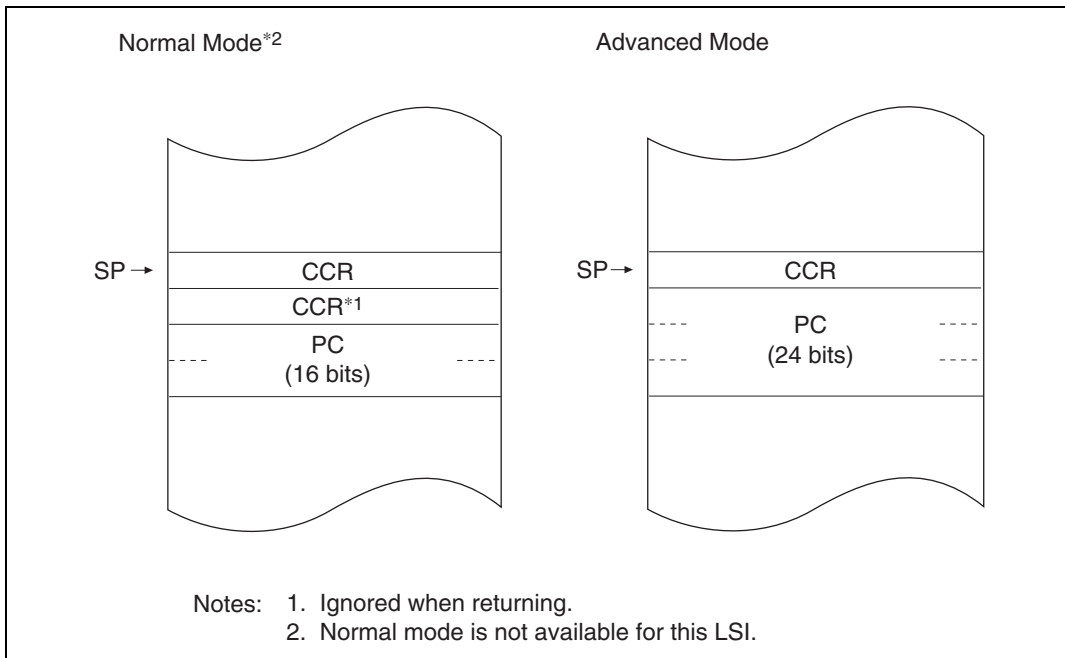 Normal Mode*2
Advanced Mode
SP→
CCR
CCR*1
PC
(16 bits)
SP→
CCR
PC
(24 bits)
Notes: 1. Ignored when returning.
2. Normal mode is not available for this LSI.